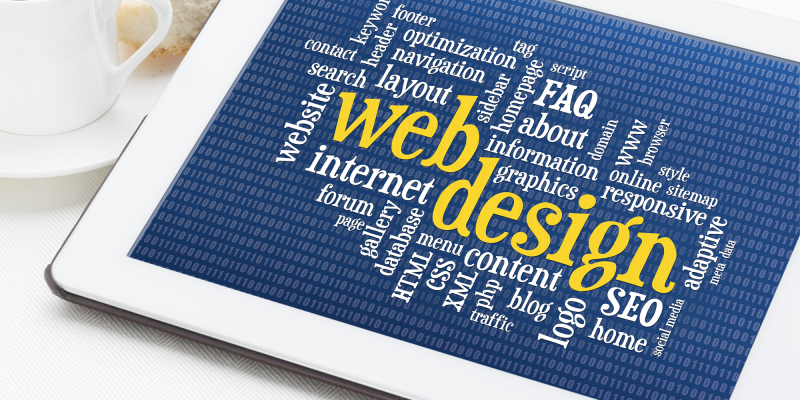 keywor
footer
optimization
tag
header
contact
navigation
script
search
layout
sidebar
homepage
FAQ
website
web
about
domain
www
browser
information
style
internet
graphics
online
sitemap
design
responsive
forum
page
gallery
database
menu
content
adaptive
meta data
HTML
CSS
XML
php
blog
logo
SEO
traffic
home
social media